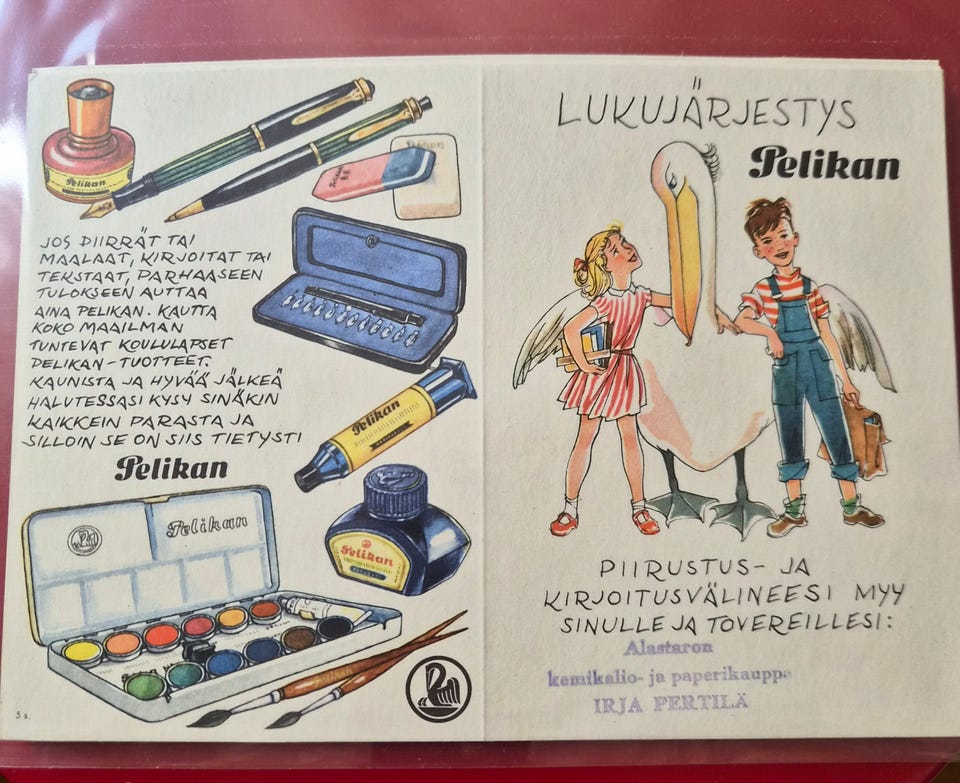 Pelikan
Pelikan
JOS PIIRRÄT TAI
MAALAAT, KIRJOITAT TAI
TEKSTAAT, PARHAASEEN
TULOKSEEN AUTTAA
AINA PELIKAN. KAUTTA
KOKO MAAILMAN
TUNTEVAT KOULULAPSET
PELIKAN-TUOTTEET.
KAUNISTA JA HYVÄÄ JÄLKEÄ
HALUTESSASI KYSY SINÄKIN
KAIKKEIN PARASTA JA
SILLOIN SE ON SIIS TIETYSTI
Pelikan
Pelikan
Pelikan
Pelikan
5 s.
LUKUJÄRJESTYS
Pelikan
PIIRUSTUS- JA
KIRJOITUSVÄLINEESI MYY
SINULLE JA TOVEREILLESI:
Alastaron
kemikalio- ja paperikauppa
IRJA PERTILÄ